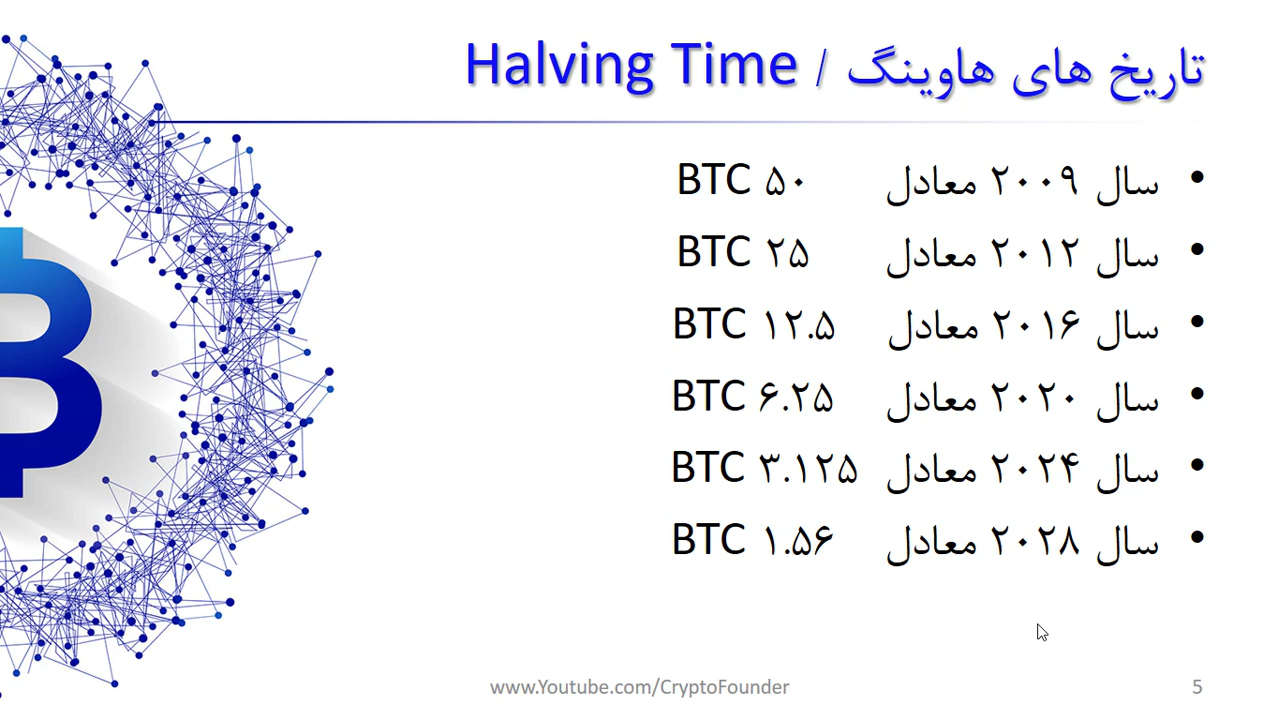 تاریخ های هاوینگ / Halving Time
• سال ۲۰۰۹ معادل ۵۰ BTC
• سال ۲۰۱۲ معادل ۲۵ BTC
• سال ۲۰۱۶ معادل ۱۲.۵ BTC
• سال ۲۰۲۰ معادل ۶.۲۵ BTC
• سال ۲۰۲۴ معادل ۳.۱۲۵ BTC
• سال ۲۰۲۸ معادل ۱.۵۶ BTC
www.Youtube.com/CryptoFounder
5